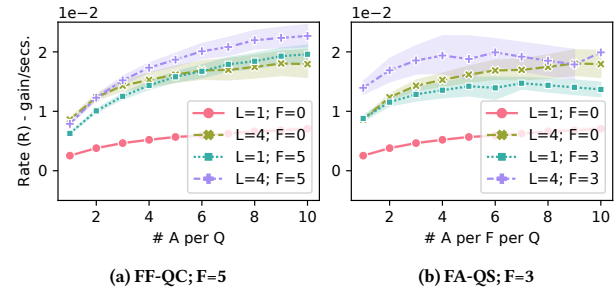 1e−2
1e−2
Rate (R) - gain/secs.
2
1
0
2
1
0
L=1; F=0
L=4; F=0
L=1; F=5
L=4; F=5
L=1; F=0
L=4; F=0
L=1; F=3
L=4; F=3
2 4 6 8 10
2 4 6 8 10
# A per Q
# A per F per Q
(a) FF-QC; F=5
(b) FA-QS; F=3